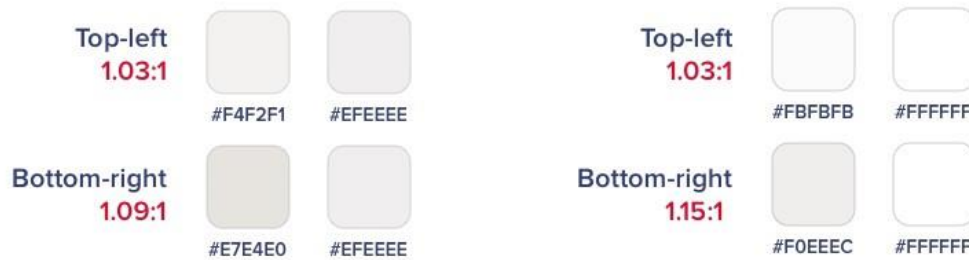 Top-left
1.03:1
#F4F2F1 #EFEEEE
Bottom-right
1.09:1
#E7E4E0 #EFEEEE
Top-left
1.03:1
#FBFBFB #FFFFFF
Bottom-right
1.15:1
#F0EEEC #FFFFFF